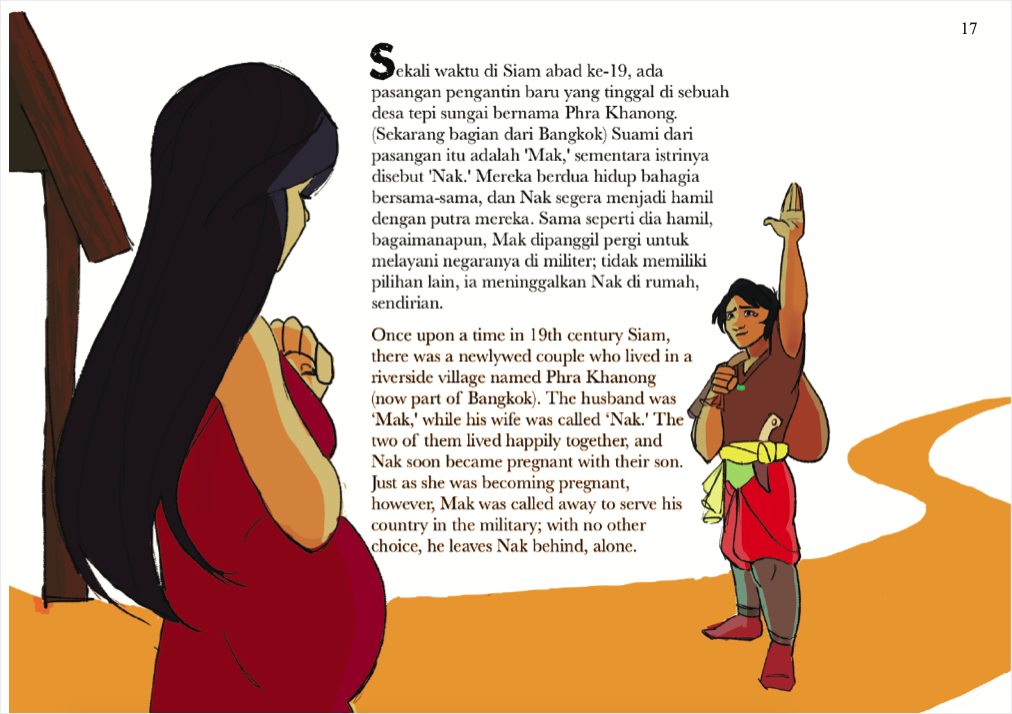 17
Sekali waktu di Siam abad ke-19, ada
pasangan pengantin baru yang tinggal di sebuah
desa tepi sungai bernama Phra Khanong.
(Sekarang bagian dari Bangkok) Suami dari
pasangan itu adalah 'Mak,' sementara istrinya
disebut 'Nak.' Mereka berdua hidup bahagia
bersama-sama, dan Nak segera menjadi hamil
dengan putra mereka. Sama seperti dia hamil,
bagaimanapun, Mak dipanggil pergi untuk
melayani negaranya di militer; tidak memiliki
pilihan lain, ia meninggalkan Nak di rumah,
sendirian.
Once upon a time in 19th century Siam,
there was a newlywed couple who lived in a
riverside village named Phra Khanong
(now part of Bangkok). The husband was
'Mak,' while his wife was called ‘Nak.' The
two of them lived happily together, and
Nak soon became pregnant with their son.
Just as she was becoming pregnant,
however, Mak was called away to serve his
country in the military; with no other
choice, he leaves Nak behind, alone.